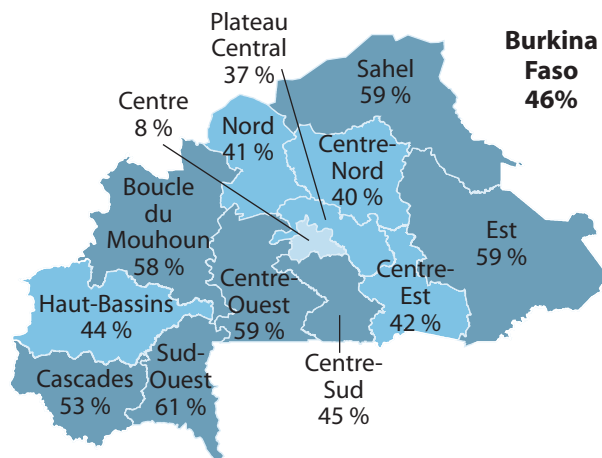 Plateau
Central
37 %
Burkina
Faso
46%
Sahel
59 %
Centre
8 %
Nord
41 %
Centre-
Nord
40 %
Boucle
du
Mouhoun
58 %
Est
59 %
Centre-
Ouest
59 %
Centre-
Est
42 %
Haut-Bassins
44 %
Sud-
Ouest
61 %
Centre-
Sud
45 %
Cascades
53 %